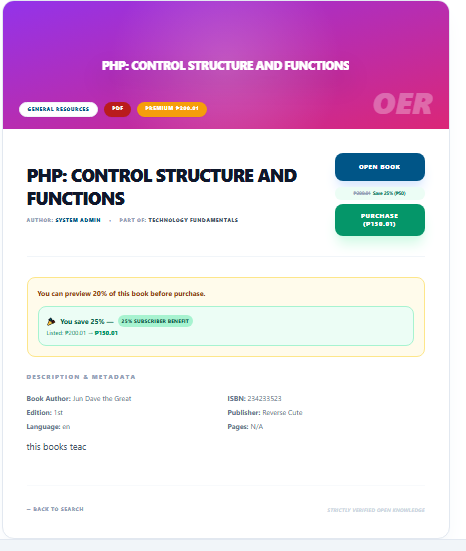 PHP: CONTROL STRUCTURE AND FUNCTIONS
GENERAL RESOURCES
PDF
PREMIUM ₱200.01
OER
PHP: CONTROL STRUCTURE AND
FUNCTIONS
AUTHOR: SYSTEM ADMIN • PART OF: TECHNOLOGY FUNDAMENTALS
OPEN BOOK
₱200.01 Save 25% (₱50)
PURCHASE
(₱150.01)
You can preview 20% of this book before purchase.
You save 25% — 25% SUBSCRIBER BENEFIT
Listed: ₱200.01 — ₱150.01
DESCRIPTION & METADATA
Book Author: Jun Dave the Great
ISBN: 234233523
Edition: 1st
Publisher: Reverse Cute
Language: en
Pages: N/A
this books teac
← BACK TO SEARCH
STRICTLY VERIFIED OPEN KNOWLEDGE